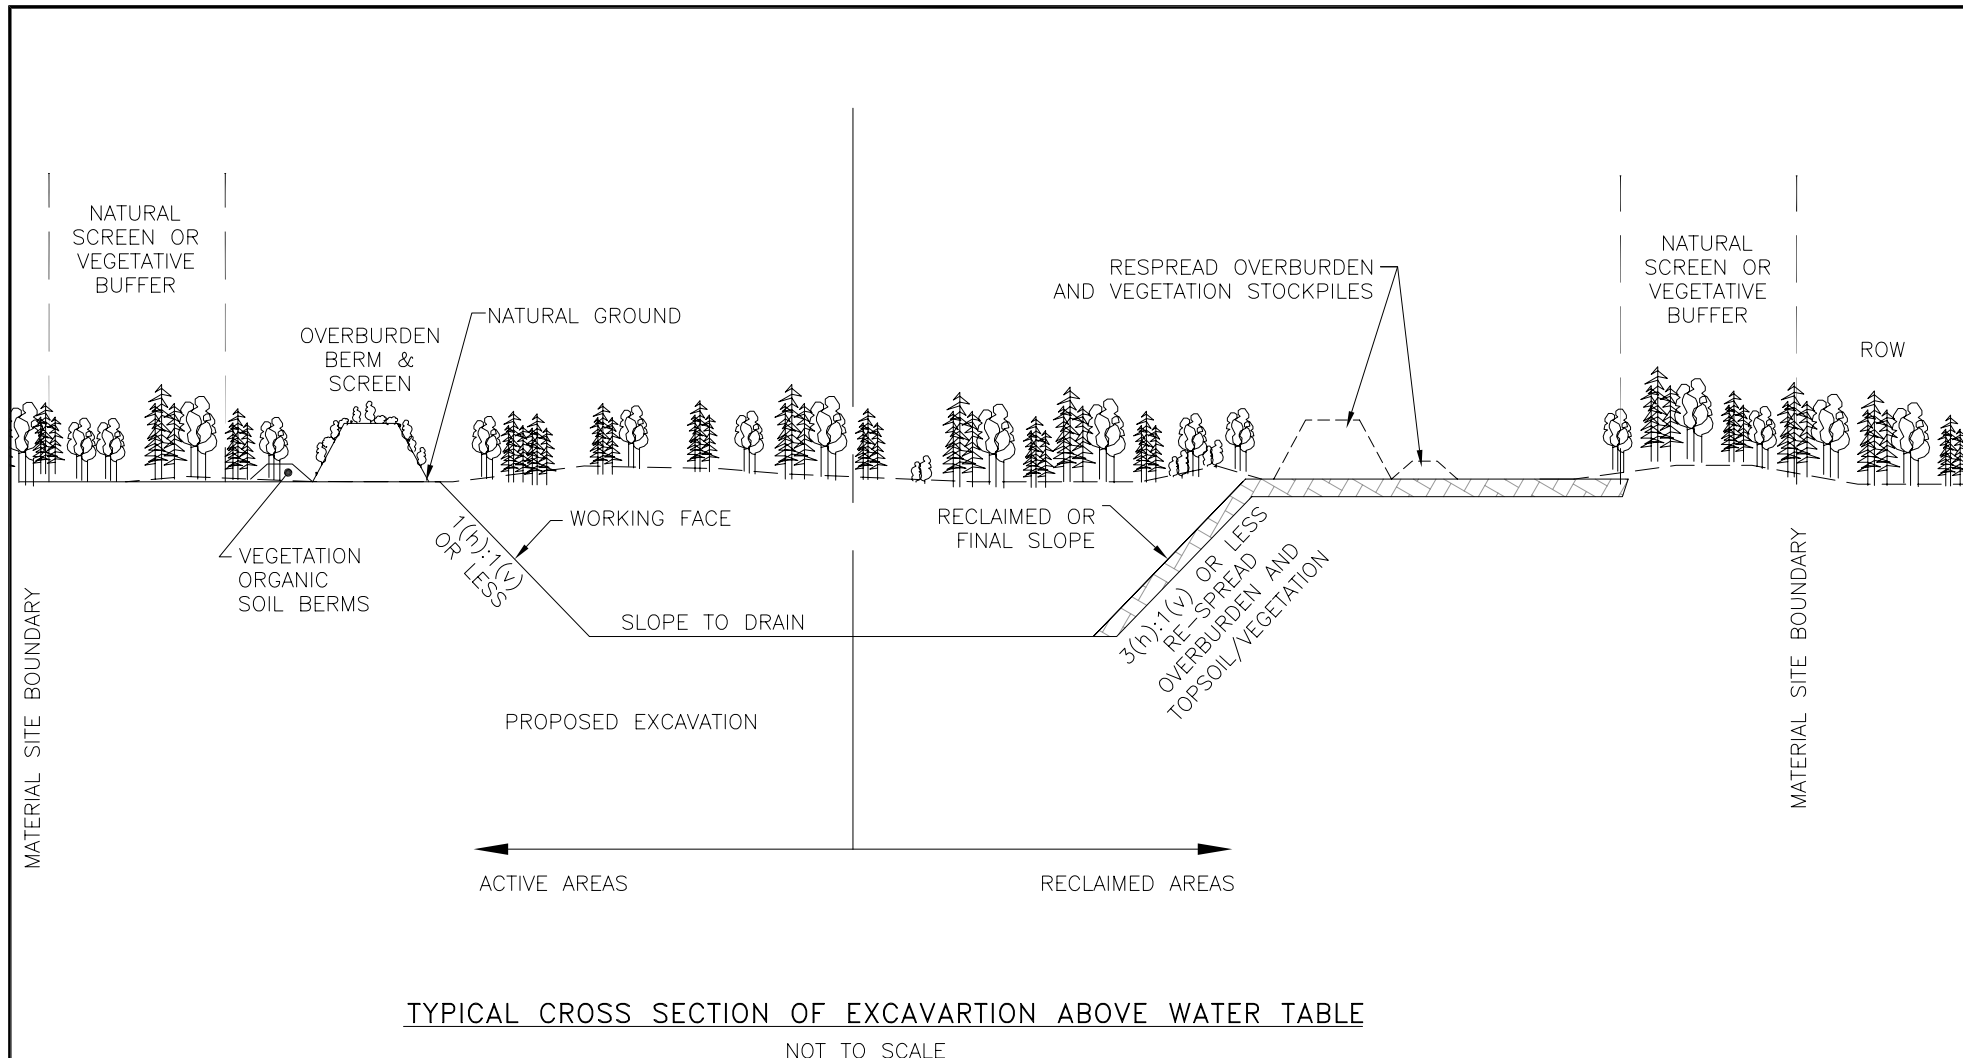 NATURAL
SCREEN OR
VEGETATIVE
BUFFER
OVERBURDEN
BERM &
SCREEN
NATURAL GROUND
RESPREAD OVERBURDEN
AND VEGETATION STOCKPILES
NATURAL
SCREEN OR
VEGETATIVE
BUFFER
ROW
VEGETATION
ORGANIC
SOIL BERMS
1(h):1(v)
OR LESS
WORKING FACE
SLOPE TO DRAIN
RECLAIMED OR
FINAL SLOPE
3(h):1(v) OR LESS
RE-SPREAD
OVERBURDEN AND
TOPSOIL/VEGETATION
MATERIAL SITE BOUNDARY
MATERIAL SITE BOUNDARY
PROPOSED EXCAVATION
ACTIVE AREAS
RECLAIMED AREAS
TYPICAL CROSS SECTION OF EXCAVARTION ABOVE WATER TABLE
NOT TO SCALE